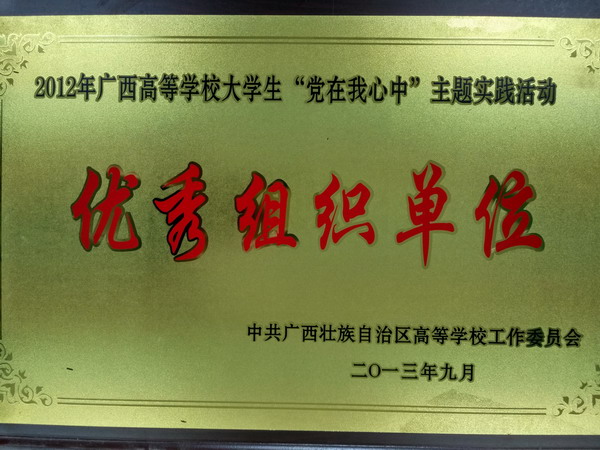 2012年广西高等学校大学生“党在我心中”主题实践活动
优秀组织单位
中共广西壮族自治区高等学校工作委员会
二O一三年九月